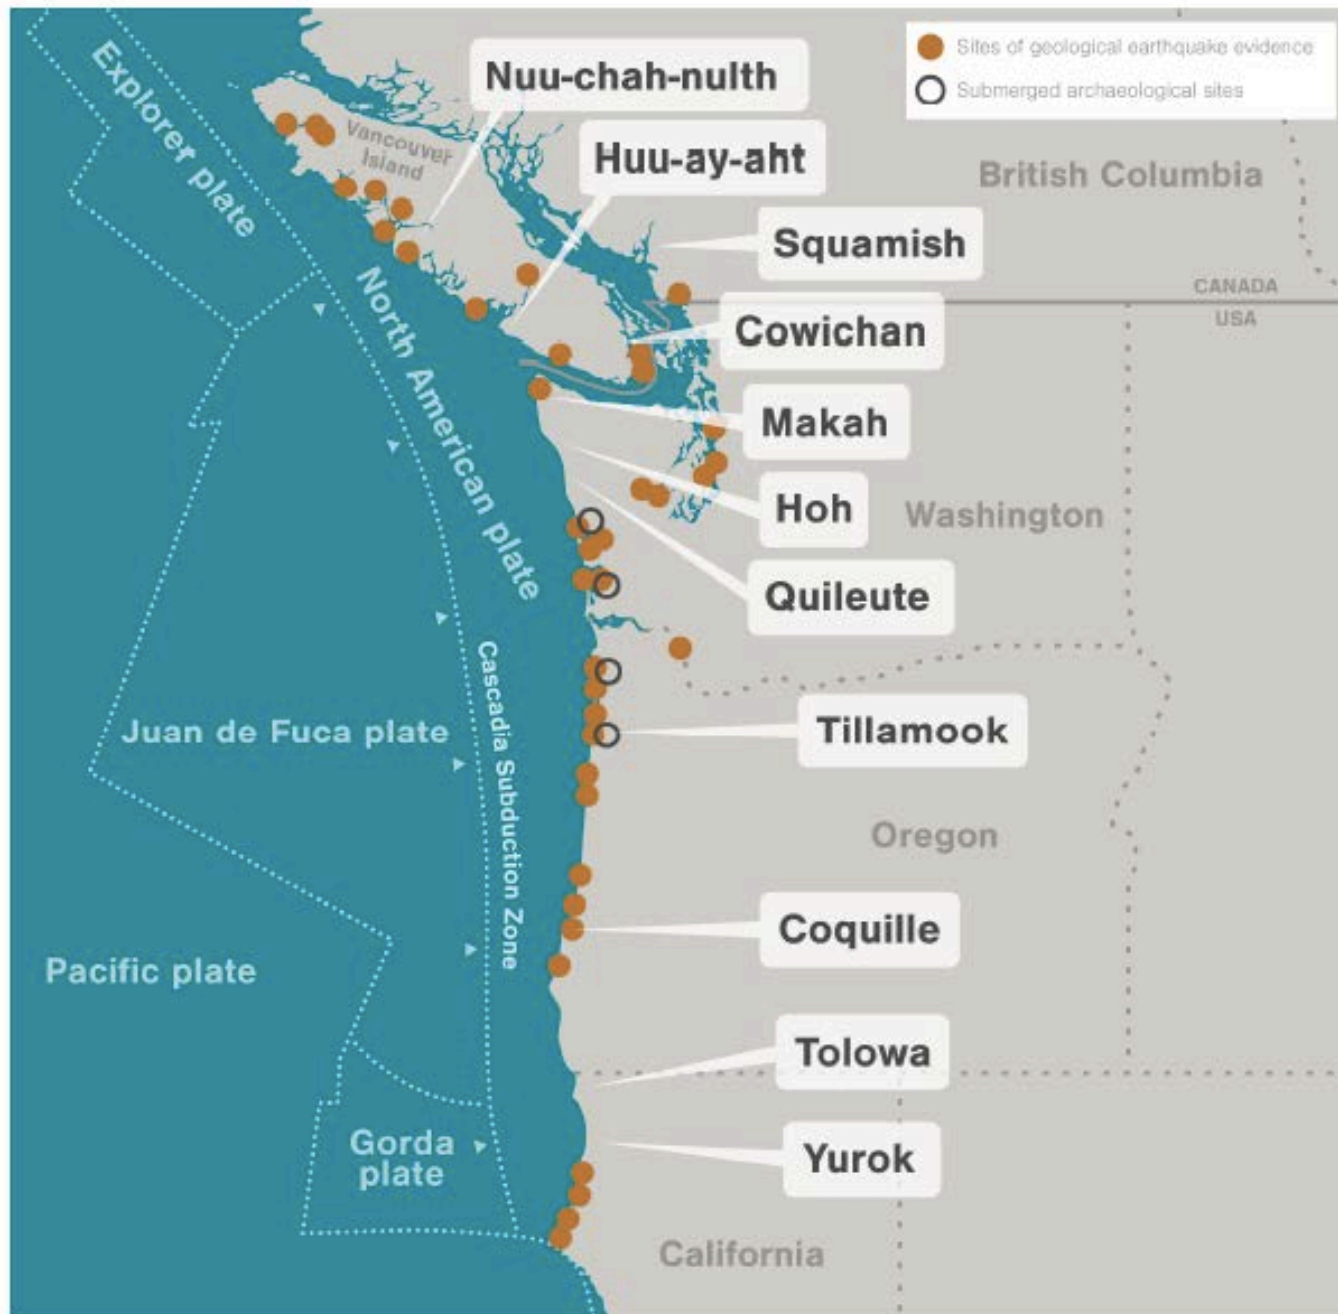 Sites of geological earthquake evidence
Submerged archaeological sites
Explorer plate
Vancouver
Island
Nuu-chah-nulth
Huu-ay-aht
British Columbia
Squamish
CANADA
USA
North American plate
Cowichan
Makah
Hoh
Washington
Quileute
Cascadia Subduction Zone
Juan de Fuca plate
Tillamook
Oregon
Coquille
Pacific plate
Tolowa
Gorda
plate
Yurok
California